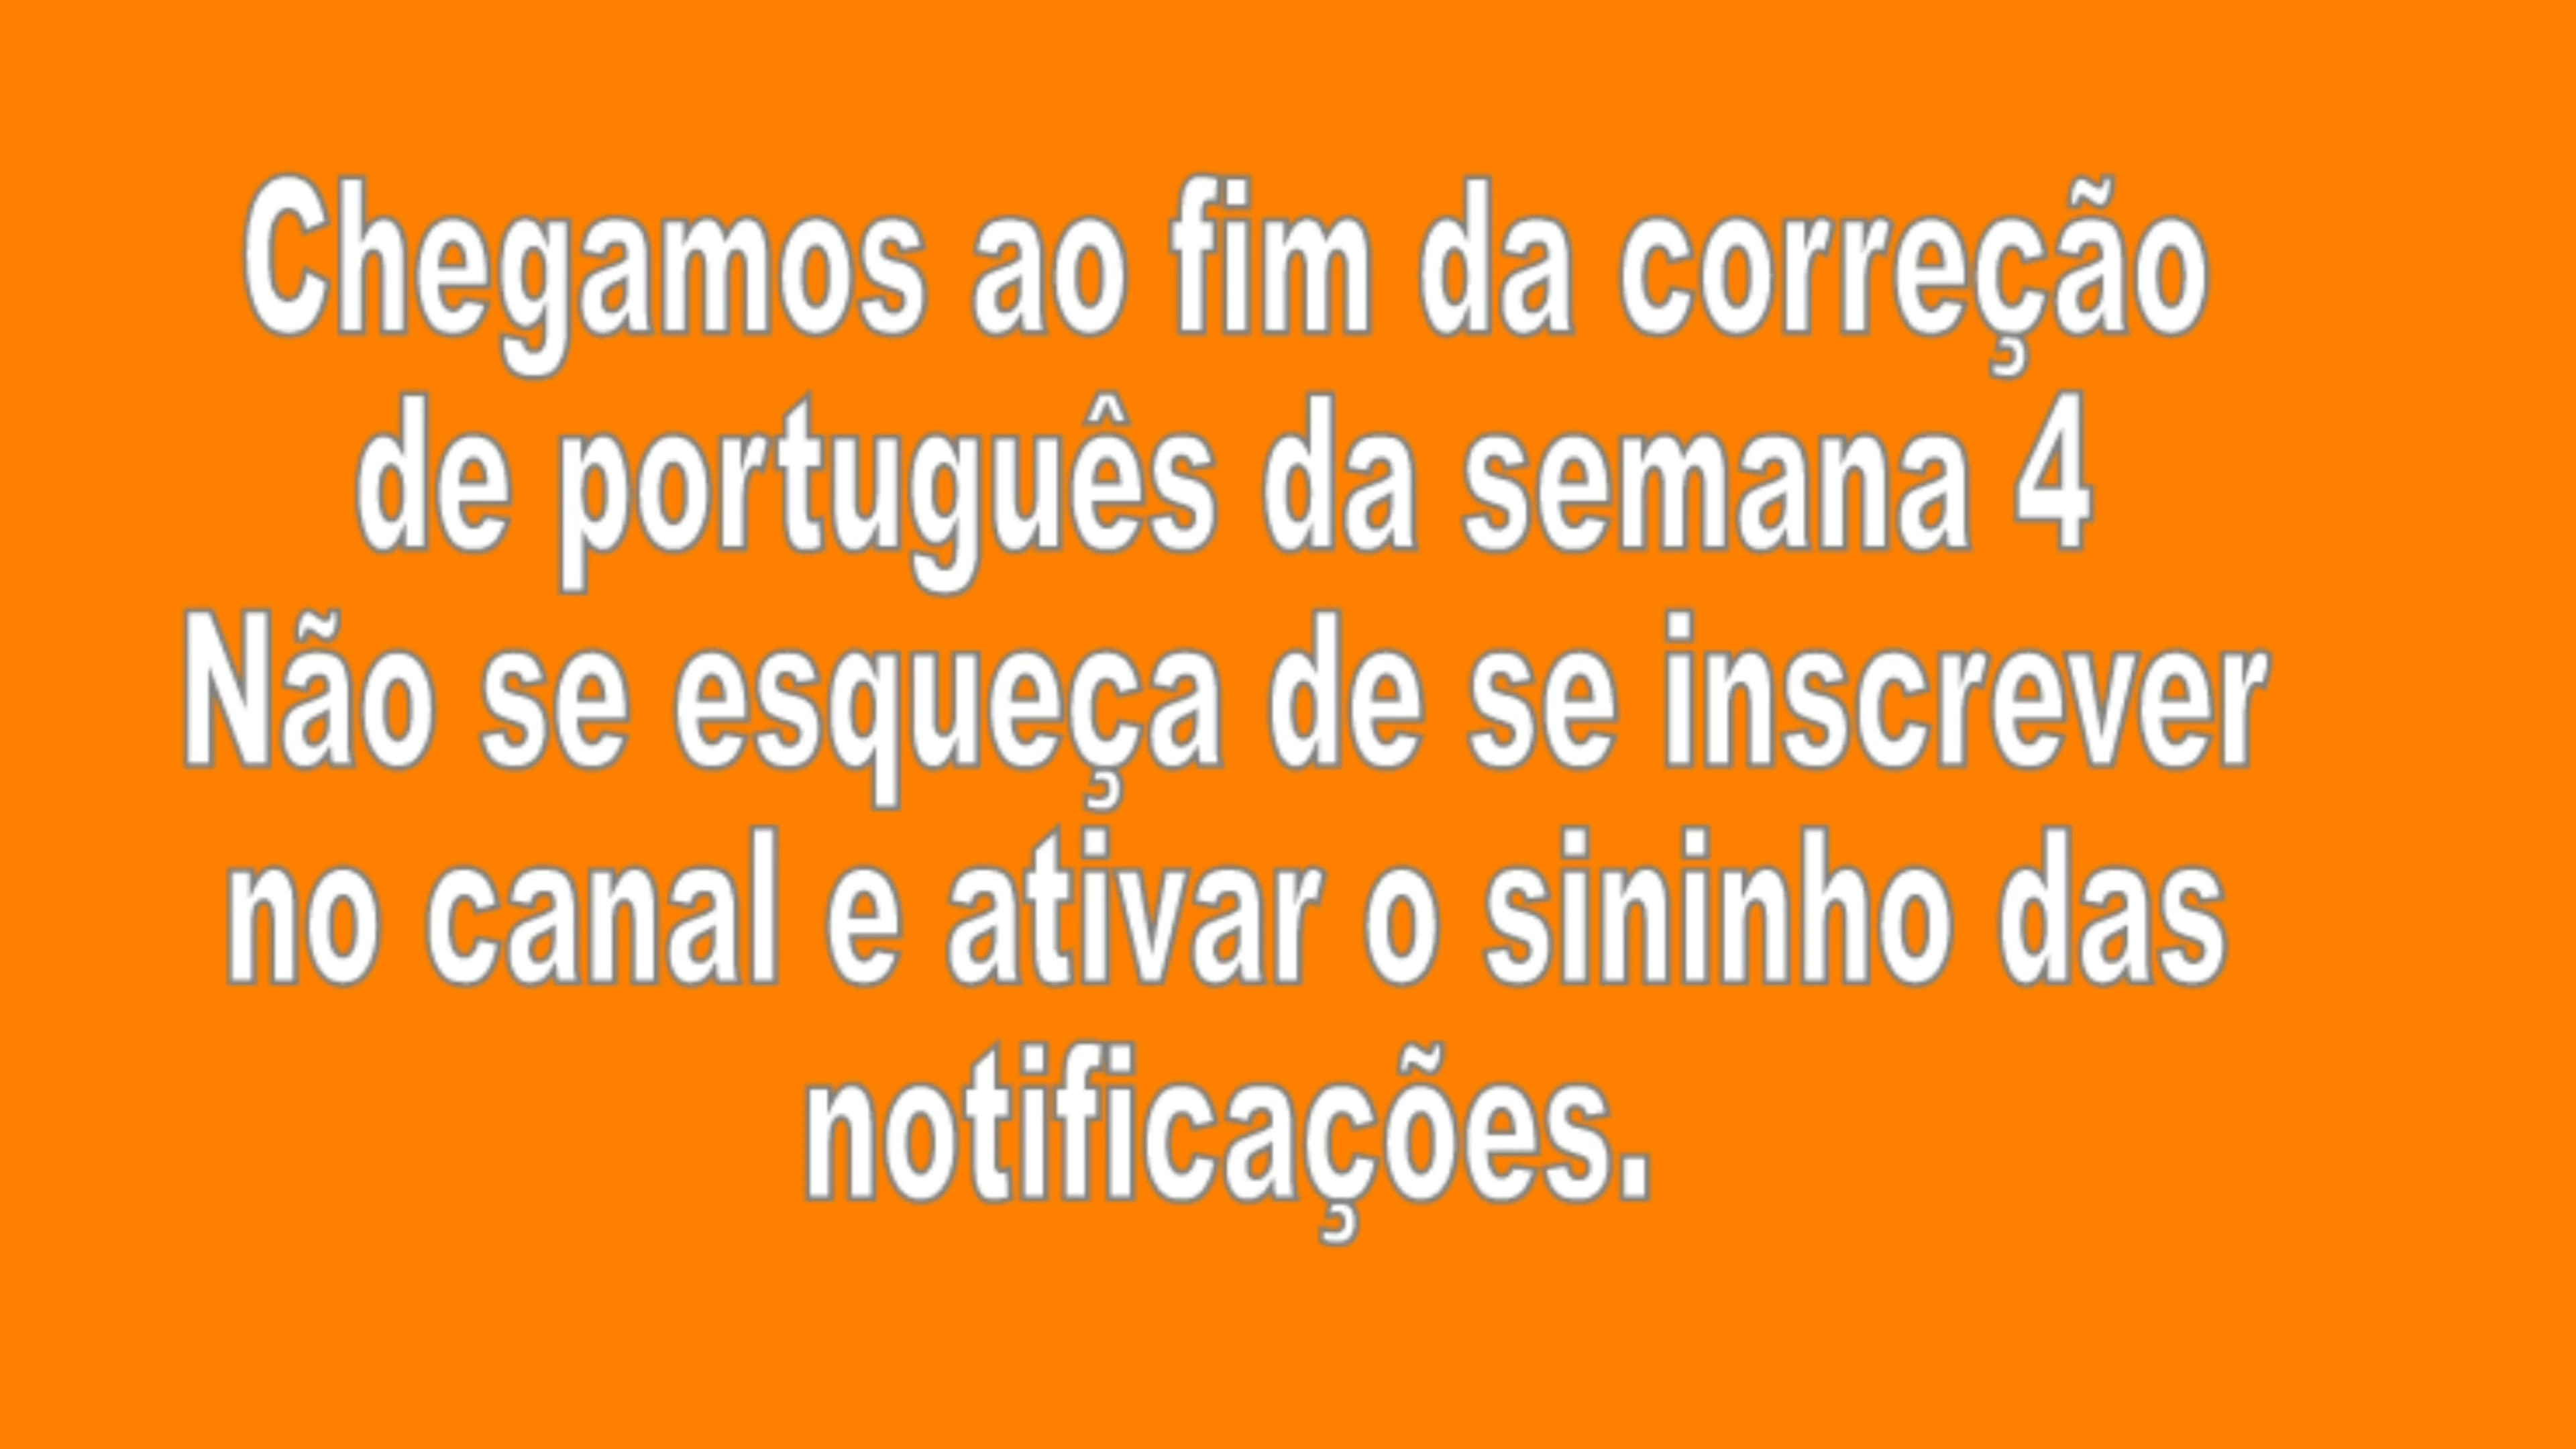 Chegamos ao fim da correção
de português da semana 4
Não se esqueça de se inscrever
no canal e ativar o sininho das
notificações.